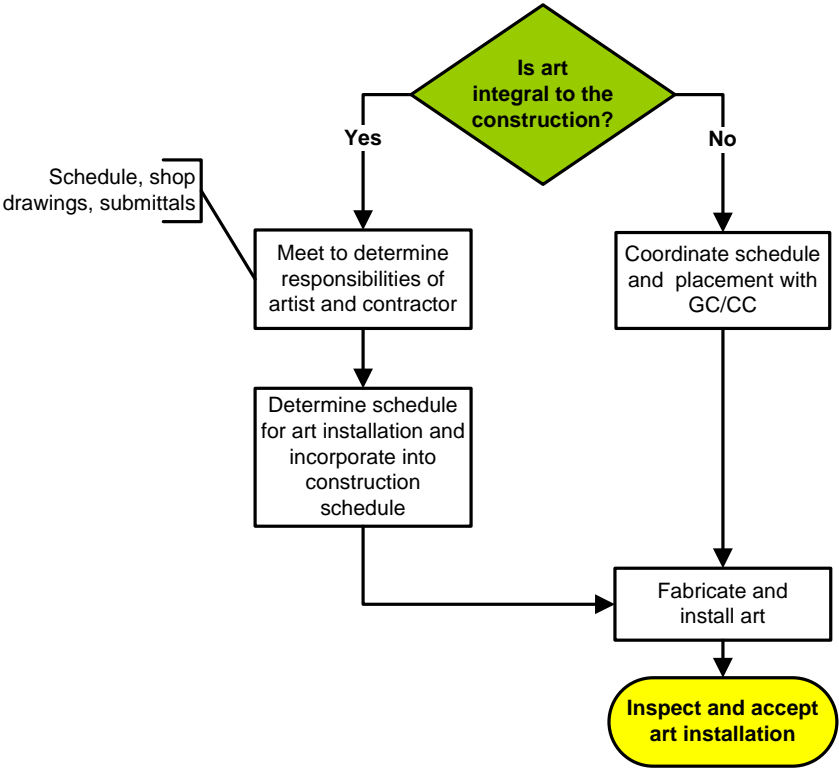 Is art
integral to the
construction?
Yes
No
Schedule, shop
drawings, submittals
Meet to determine
responsibilities of
artist and contractor
Coordinate schedule
and placement with
GC/CC
Determine schedule
for art installation and
incorporate into
construction
schedule
Fabricate and
install art
Inspect and accept
art installation